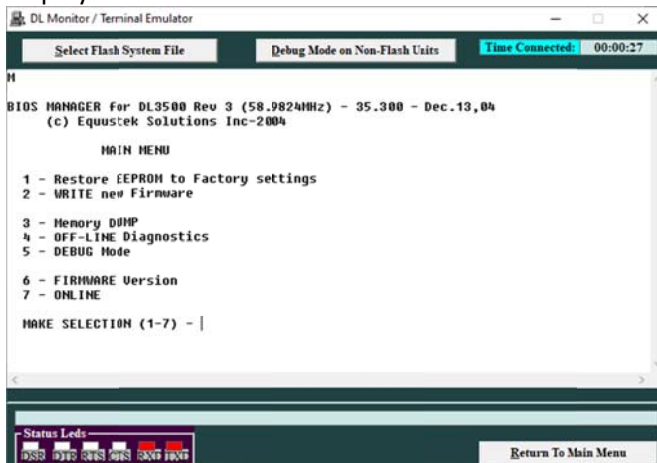 DL Monitor / Terminal Emulator
Select Flash System File Debug Mode on Non-Flash Units Time Connected: 00:00:27
M
BIOS MANAGER for DL3500 Rev 3 (58.9824MHz) - 35.300 - Dec.13,04
(c) Equustek Solutions Inc-2004
MAIN MENU
1 - Restore EEPROM to Factory settings
2 - WRITE new Firmware
3 - Memory DUMP
4 - OFF-LINE Diagnostics
5 - DEBUG Mode
6 - FIRMWARE Version
7 - ONLINE
MAKE SELECTION (1-7) -
Status Leds
DSR DTR RTS CTS RXD TXD
Return To Main Menu